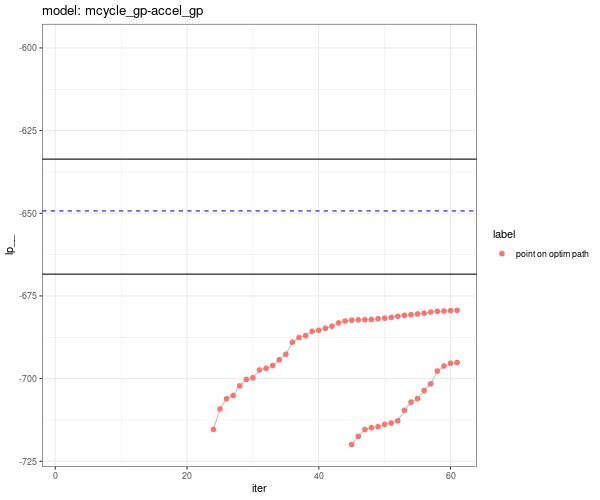 model: mcycle_gp-accel_gp
-600
-625
-650
-675
-700
-725
lp__
0
20
40
60
iter
label
point on optim path